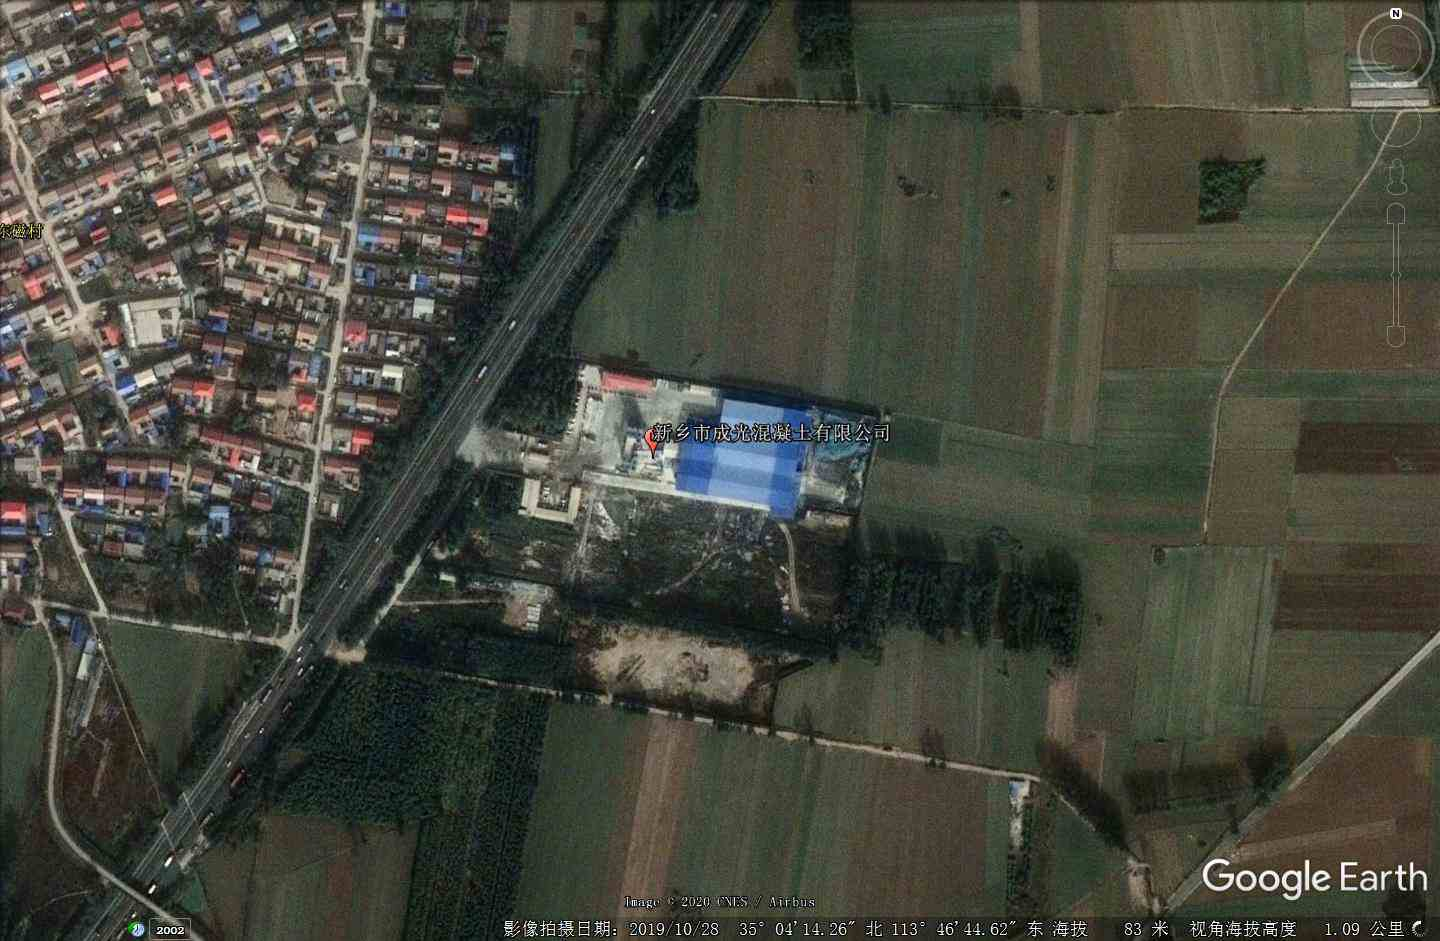 N
东磁村
新乡市成光混凝土有限公司
Google Earth
Image © 2020 CNES / Airbus
2002
影像拍摄日期: 2019/10/28 35° 04'14.26" 北 113° 46'44.62" 东 海拔 83 米 视角海拔高度 1.09 公里